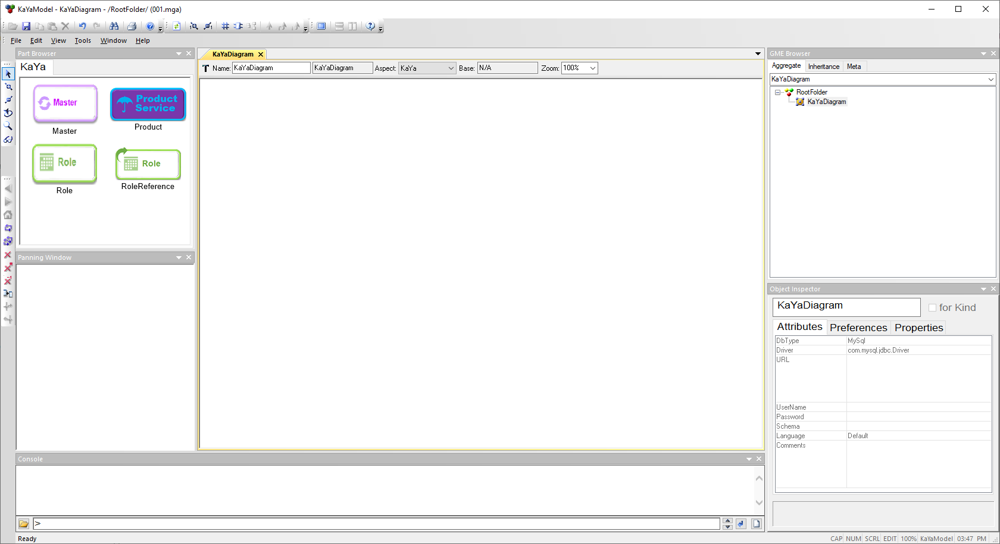 KaYaModel - KaYaDiagram - /RootFolder/ (001.mga)
File Edit View Tools Window Help
Part Browser
KaYa
Master
Master
Product Service
Product
Role
Role
Role
RoleReference
Panning Window
KaYaDiagram
Name: KaYaDiagram KaYaDiagram Aspect: KaYa Base: N/A Zoom: 100%
GME Browser
Aggregate Inheritance Meta
KaYaDiagram
RootFolder
KaYaDiagram
Object Inspector
KaYaDiagram for Kind
Attributes Preferences Properties
DbType MySql
Driver com.mysql.jdbc.Driver
URL
UserName
Password
Schema
Language Default
Comments
Console
>
Ready
CAP NUM SCRL EDIT 100% KaYaModel 03:47 PM